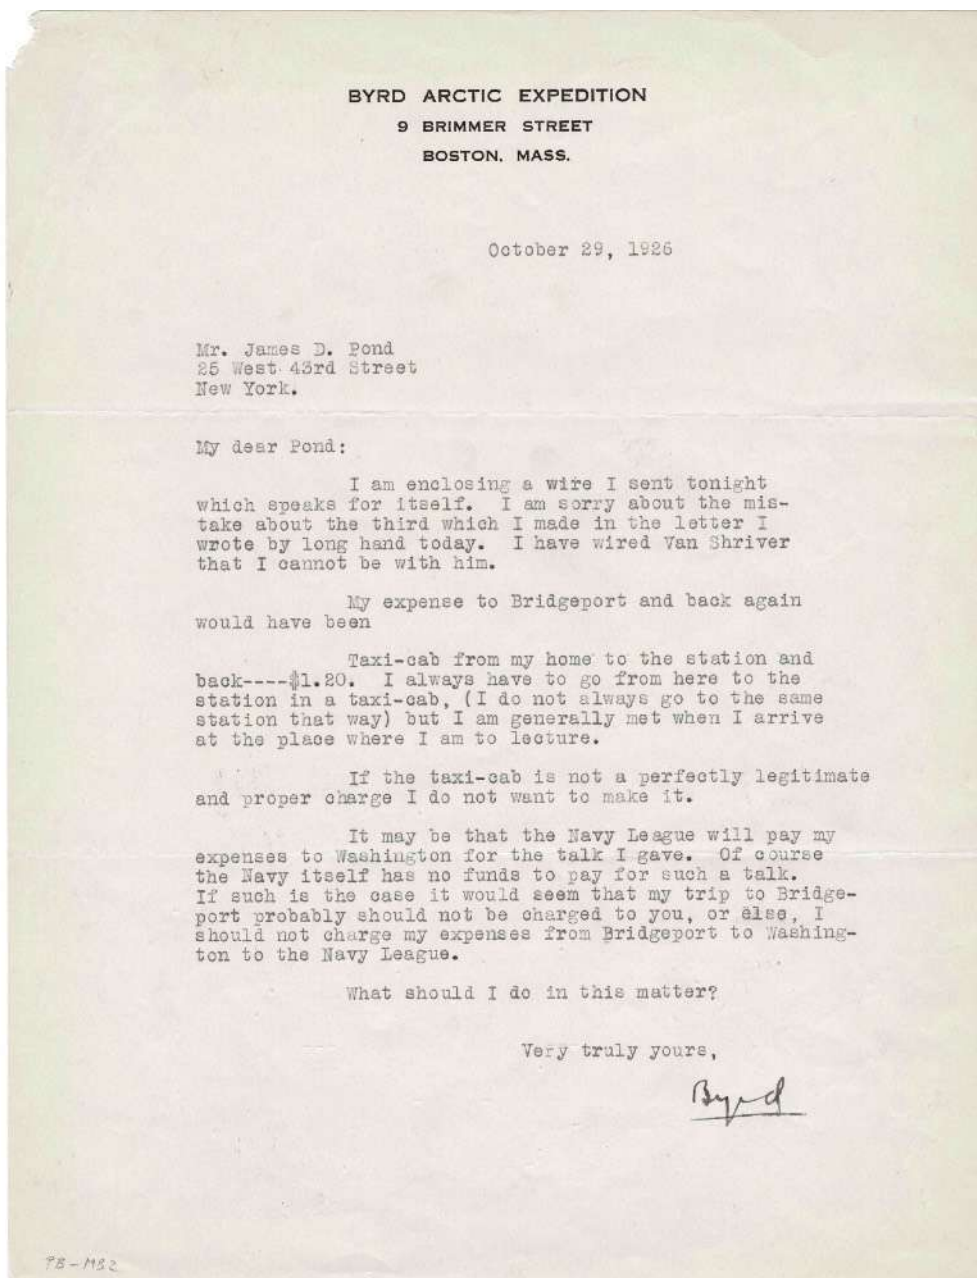 BYRD ARCTIC EXPEDITION
9 BRIMMER STREET
BOSTON, MASS.
October 29, 1926
Mr. James D. Pond
25 West 43rd Street
New York.
My dear Pond:
I am enclosing a wire I sent tonight
which speaks for itself. I am sorry about the mis-
take about the third which I made in the letter I
wrote by long hand today. I have wired Van Shriver
that I cannot be with him.
My expense to Bridgeport and back again
would have been
Taxi-cab from my home to the station and
back----$1.20. I always have to go from here to the
station in a taxi-cab, (I do not always go to the same
station that way) but I am generally met when I arrive
at the place where I am to lecture.
If the taxi-cab is not a perfectly legitimate
and proper charge I do not want to make it.
It may be that the Navy League will pay my
expenses to Washington for the talk I gave. Of course
the Navy itself has no funds to pay for such a talk.
If such is the case it would seem that my trip to Bridge-
port probably should not be charged to you, or else, I
should not charge my expenses from Bridgeport to Washing-
ton to the Navy League.
What should I do in this matter?
Very truly yours,
Byrd